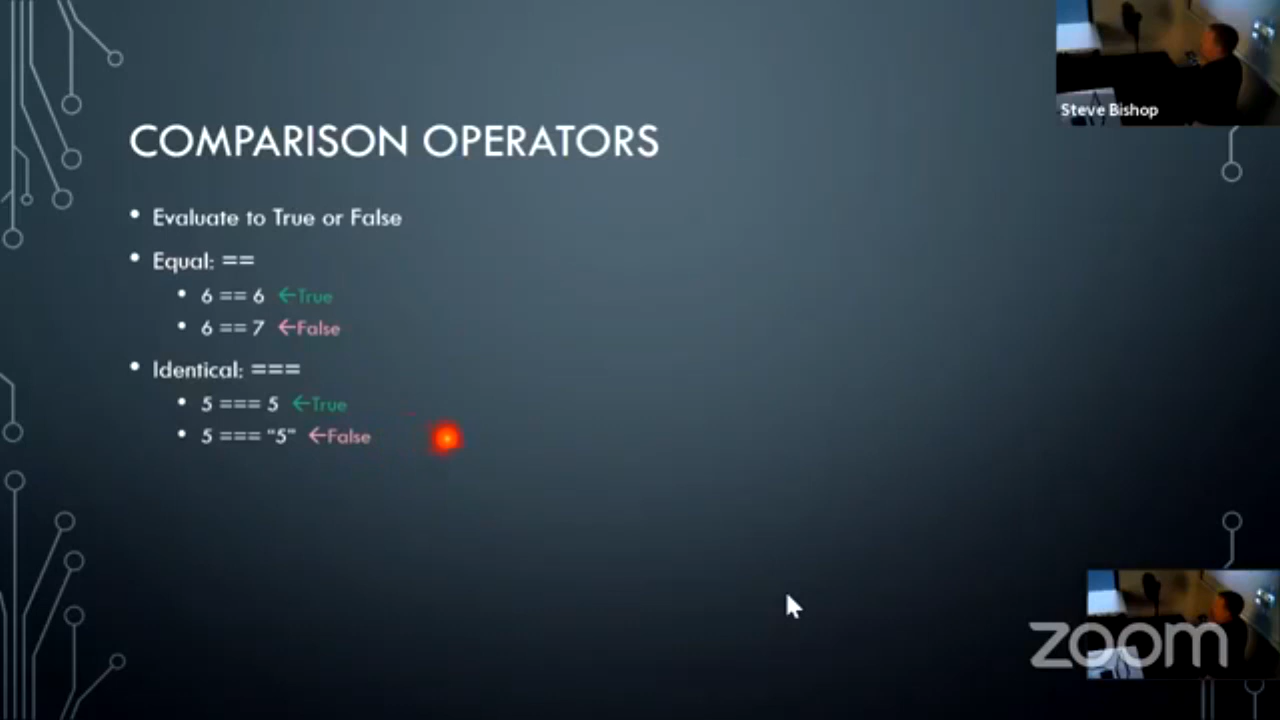 Steve Bishop
COMPARISON OPERATORS
• Evaluate to True or False
• Equal: ==
• 6 == 6 ←True
• 6 == 7 ←False
• Identical: ===
• 5 === 5 ←True
• 5 === “5” ←False
zoom